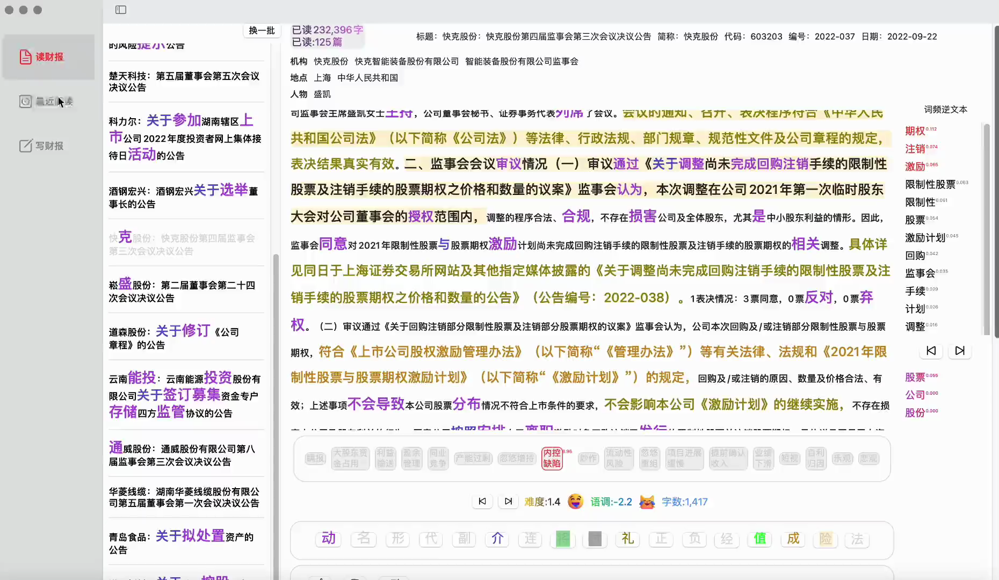 读财报
写财报
换一批
的风险提示公告
楚天科技：第五届董事会第五次会议
决议公告
科力尔：关于参加湖南辖区上
市公司2022年度投资者网上集体接
待日活动的公告
酒钢宏兴：酒钢宏兴关于选举董
事长的公告
快克股份：快克股份第四届监事会
第三次会议决议公告
崧盛股份：第二届董事会第二十四
次会议决议公告
道森股份：关于修订《公司
章程》的公告
云南能投：云南能源投资股份有
限公司关于签订募集资金专户
存储四方监管协议的公告
通威股份：通威股份有限公司第八
届监事会第三次会议决议公告
华菱线缆：湖南华菱线缆股份有限公
司第五届董事会第一次会议决议公告
青岛食品：关于拟处置资产的
公告
已读232,396字
已读:125篇
标题：快克股份：快克股份第四届监事会第三次会议决议公告 简称：快克股份 代码：603203 编号：2022-037 日期：2022-09-22
机构 快克股份 快克智能装备股份有限公司 智能装备股份有限公司监事会
地点 上海 中华人民共和国
人物 盛凯
司监事会主席盛凯女士主持，公司董事会秘书、证券事务代表列席了会议。会议的通知、召开、表决程序符合《中华人民
共和国公司法》（以下简称《公司法》）等法律、行政法规、部门规章、规范性文件及公司章程的规定，
表决结果真实有效。二、监事会会议审议情况（一）审议通过《关于调整尚未完成回购注销手续的限制性
股票及注销手续的股票期权之价格和数量的议案》监事会认为，本次调整在公司2021年第一次临时股东
大会对公司董事会的授权范围内，调整的程序合法、合规，不存在损害公司及全体股东，尤其是中小股东利益的情形。因此，
监事会同意对2021年限制性股票与股票期权激励计划尚未完成回购注销手续的限制性股票及注销手续的股票期权的相关调整。具体详
见同日于上海证券交易所网站及其他指定媒体披露的《关于调整尚未完成回购注销手续的限制性股票及注
销手续的股票期权之价格和数量的公告》（公告编号：2022-038）。1表决情况：3票同意，0票反对，0票弃
权。（二）审议通过《关于回购注销部分限制性股票及注销部分股票期权的议案》监事会认为，公司本次回购及/或注销部分限制性股票与股票
期权，符合《上市公司股权激励管理办法》（以下简称“《管理办法》”）等有关法律、法规和《2021年限
制性股票与股票期权激励计划》（以下简称“《激励计划》”）的规定，回购及/或注销的原因、数量及价格合法、有
效；上述事项不会导致本公司股票分布情况不符合上市条件的要求，不会影响本公司《激励计划》的继续实施，不存在损
词频逆文本
期权0.112
注销0.074
激励0.065
限制性股票0.063
限制性0.061
股票0.054
激励计划0.045
回购0.042
监事会0.035
手续0.029
计划0.026
调整0.016
股票0.055
公司0.000
股份0.000
瞒报 大股东资金占用 利益输送 盈余管理 同业竞争 产能过剩 忽悠增持 内控缺陷0.96 炒作 流动性风险 忽悠重组 项目进展缓慢 提前确认收入 业绩下滑 短视 自利归因 乐观 悲观
难度:1.4 语调:-2.2 字数:1,417
动 名 形 代 副 介 连 礼 正 负 经 值 成 险 法